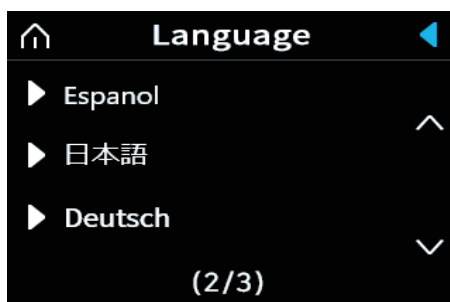 Language
Espanol
日本語
Deutsch
(2/3)